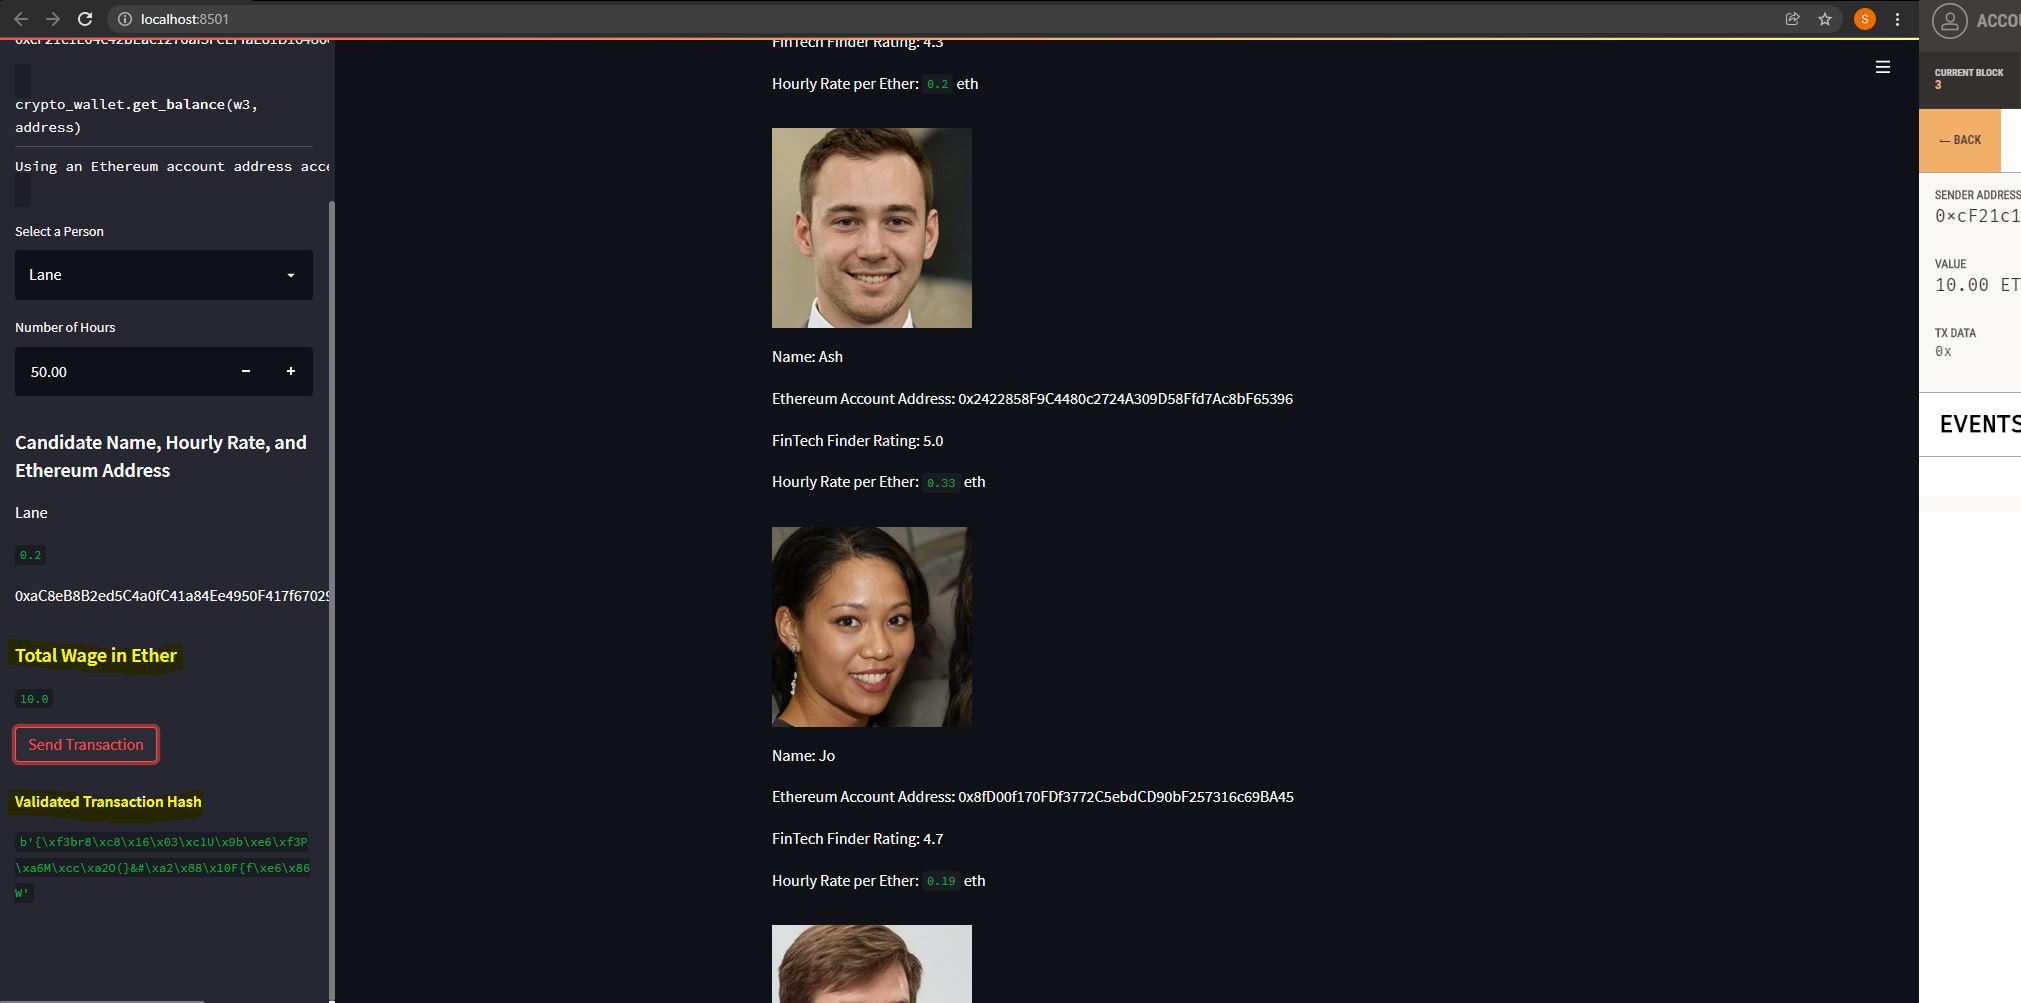 localhost:8501
S
crypto_wallet.get_balance(w3,
address)
Using an Ethereum account address acce
Select a Person
Lane
Number of Hours
50.00
Candidate Name, Hourly Rate, and
Ethereum Address
Lane
0.2
0xaC8eB8B2ed5C4a0fC41a84Ee4950F417f67029
Total Wage in Ether
10.0
Send Transaction
Validated Transaction Hash
b'{\xf3br8\xc8\x16\x03\xc1U\x9b\xe6\xf3P
\xa6M\xcc\xa2O(}&#\xa2\x88\x10F{f\xe6\x86
W'
FinTech Finder Rating: 4.3
Hourly Rate per Ether: 0.2 eth
Name: Ash
Ethereum Account Address: 0x2422858F9C4480c2724A309D58Ffd7Ac8bF65396
FinTech Finder Rating: 5.0
Hourly Rate per Ether: 0.33 eth
Name: Jo
Ethereum Account Address: 0x8fD00f170FDf3772C5ebdCD90bF257316c69BA45
FinTech Finder Rating: 4.7
Hourly Rate per Ether: 0.19 eth
ACCOU
CURRENT BLOCK
3
← BACK
SENDER ADDRESS
0×cF21c1
VALUE
10.00 ET
TX DATA
0x
EVENTS